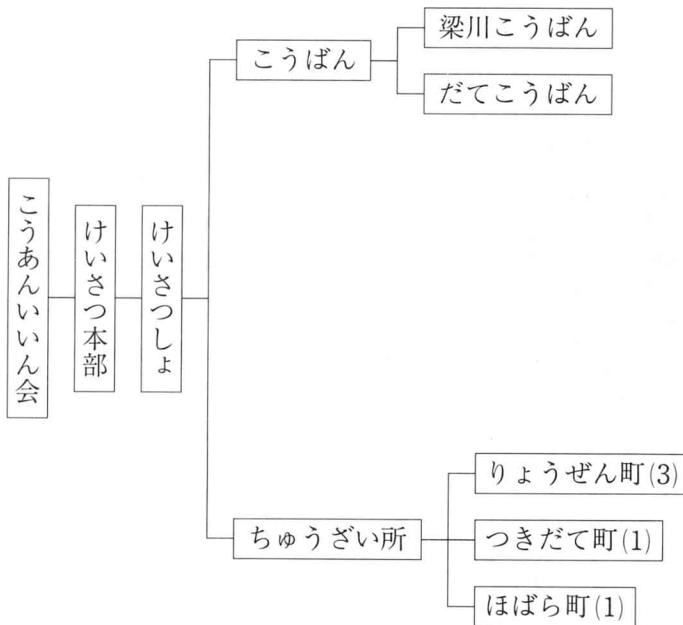 こうあんいいん会
けいさつ本部
けいさつしょ
こうばん
梁川こうばん
だてこうばん
ちゅうざい所
りょうぜん町(3)
つきだて町(1)
ほばら町(1)